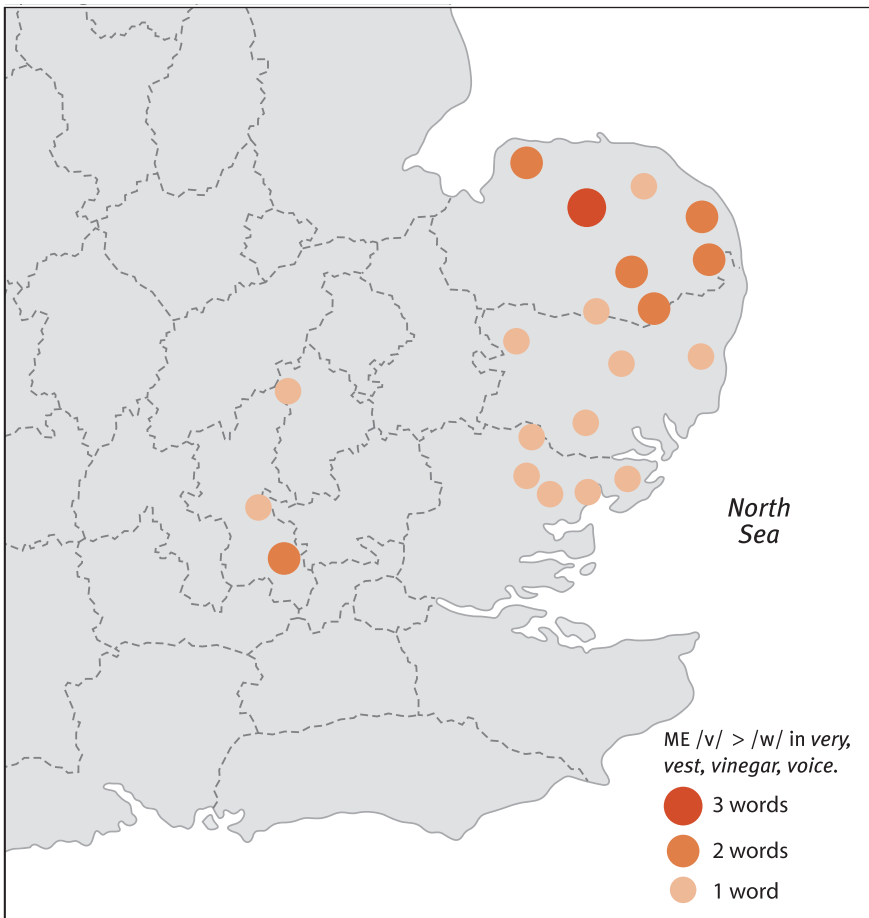 North
Sea
ME /v/ > /w/ in very,
vest, vinegar, voice.
3 words
2 words
1 word